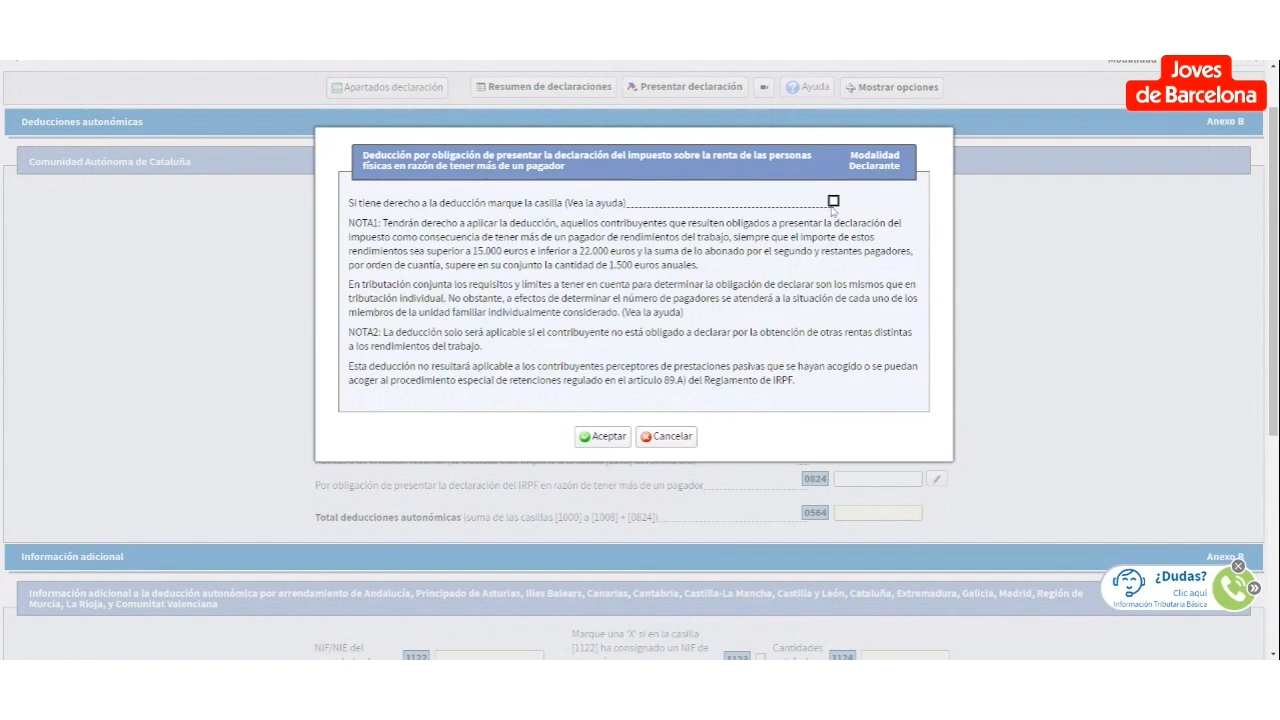 Joves
de Barcelona
Apartados declaración
Resumen de declaraciones
Presentar declaración
Ayuda
Mostrar opciones
Deducciones autonómicas
Anexo B
Comunidad Autónoma de Cataluña
Deducción por obligación de presentar la declaración del impuesto sobre la renta de las personas
físicas en razón de tener más de un pagador
Modalidad
Declarante
Si tiene derecho a la deducción marque la casilla (Vea la ayuda)
NOTA1: Tendrán derecho a aplicar la deducción, aquellos contribuyentes que resulten obligados a presentar la declaración del
impuesto como consecuencia de tener más de un pagador de rendimientos del trabajo, siempre que el importe de estos
rendimientos sea superior a 15.000 euros e inferior a 22.000 euros y la suma de lo abonado por el segundo y restantes pagadores,
por orden de cuantía, supere en su conjunto la cantidad de 1.500 euros anuales.
En tributación conjunta los requisitos y límites a tener en cuenta para determinar la obligación de declarar son los mismos que en
tributación individual. No obstante, a efectos de determinar el número de pagadores se atenderá a la situación de cada uno de los
miembros de la unidad familiar individualmente considerado. (Vea la ayuda)
NOTA2: La deducción solo será aplicable si el contribuyente no está obligado a declarar por la obtención de otras rentas distintas
a los rendimientos del trabajo.
Esta deducción no resultará aplicable a los contribuyentes perceptores de prestaciones pasivas que se hayan acogido o se puedan
acoger al procedimiento especial de retenciones regulado en el artículo 89.A) del Reglamento de IRPF.
Aceptar
Cancelar
Por obligación de presentar la declaración del IRPF en razón de tener más de un pagador
0824
Total deducciones autonómicas (suma de las casillas [1000] a [1008] + [0824])
0564
Información adicional
Anexo B
¿Dudas?
Clic aquí
Información Tributaria Básica
Información adicional a la deducción autonómica por arrendamiento de Andalucía, Principado de Asturias, Illes Balears, Canarias, Cantabria, Castilla-La Mancha, Castilla y León, Cataluña, Extremadura, Galicia, Madrid, Región de
Murcia, La Rioja, y Comunitat Valenciana
NIF/NIE del
1122
Marque una 'X' si en la casilla
[1122] ha consignado un NIF de
1123
Cantidades
1124